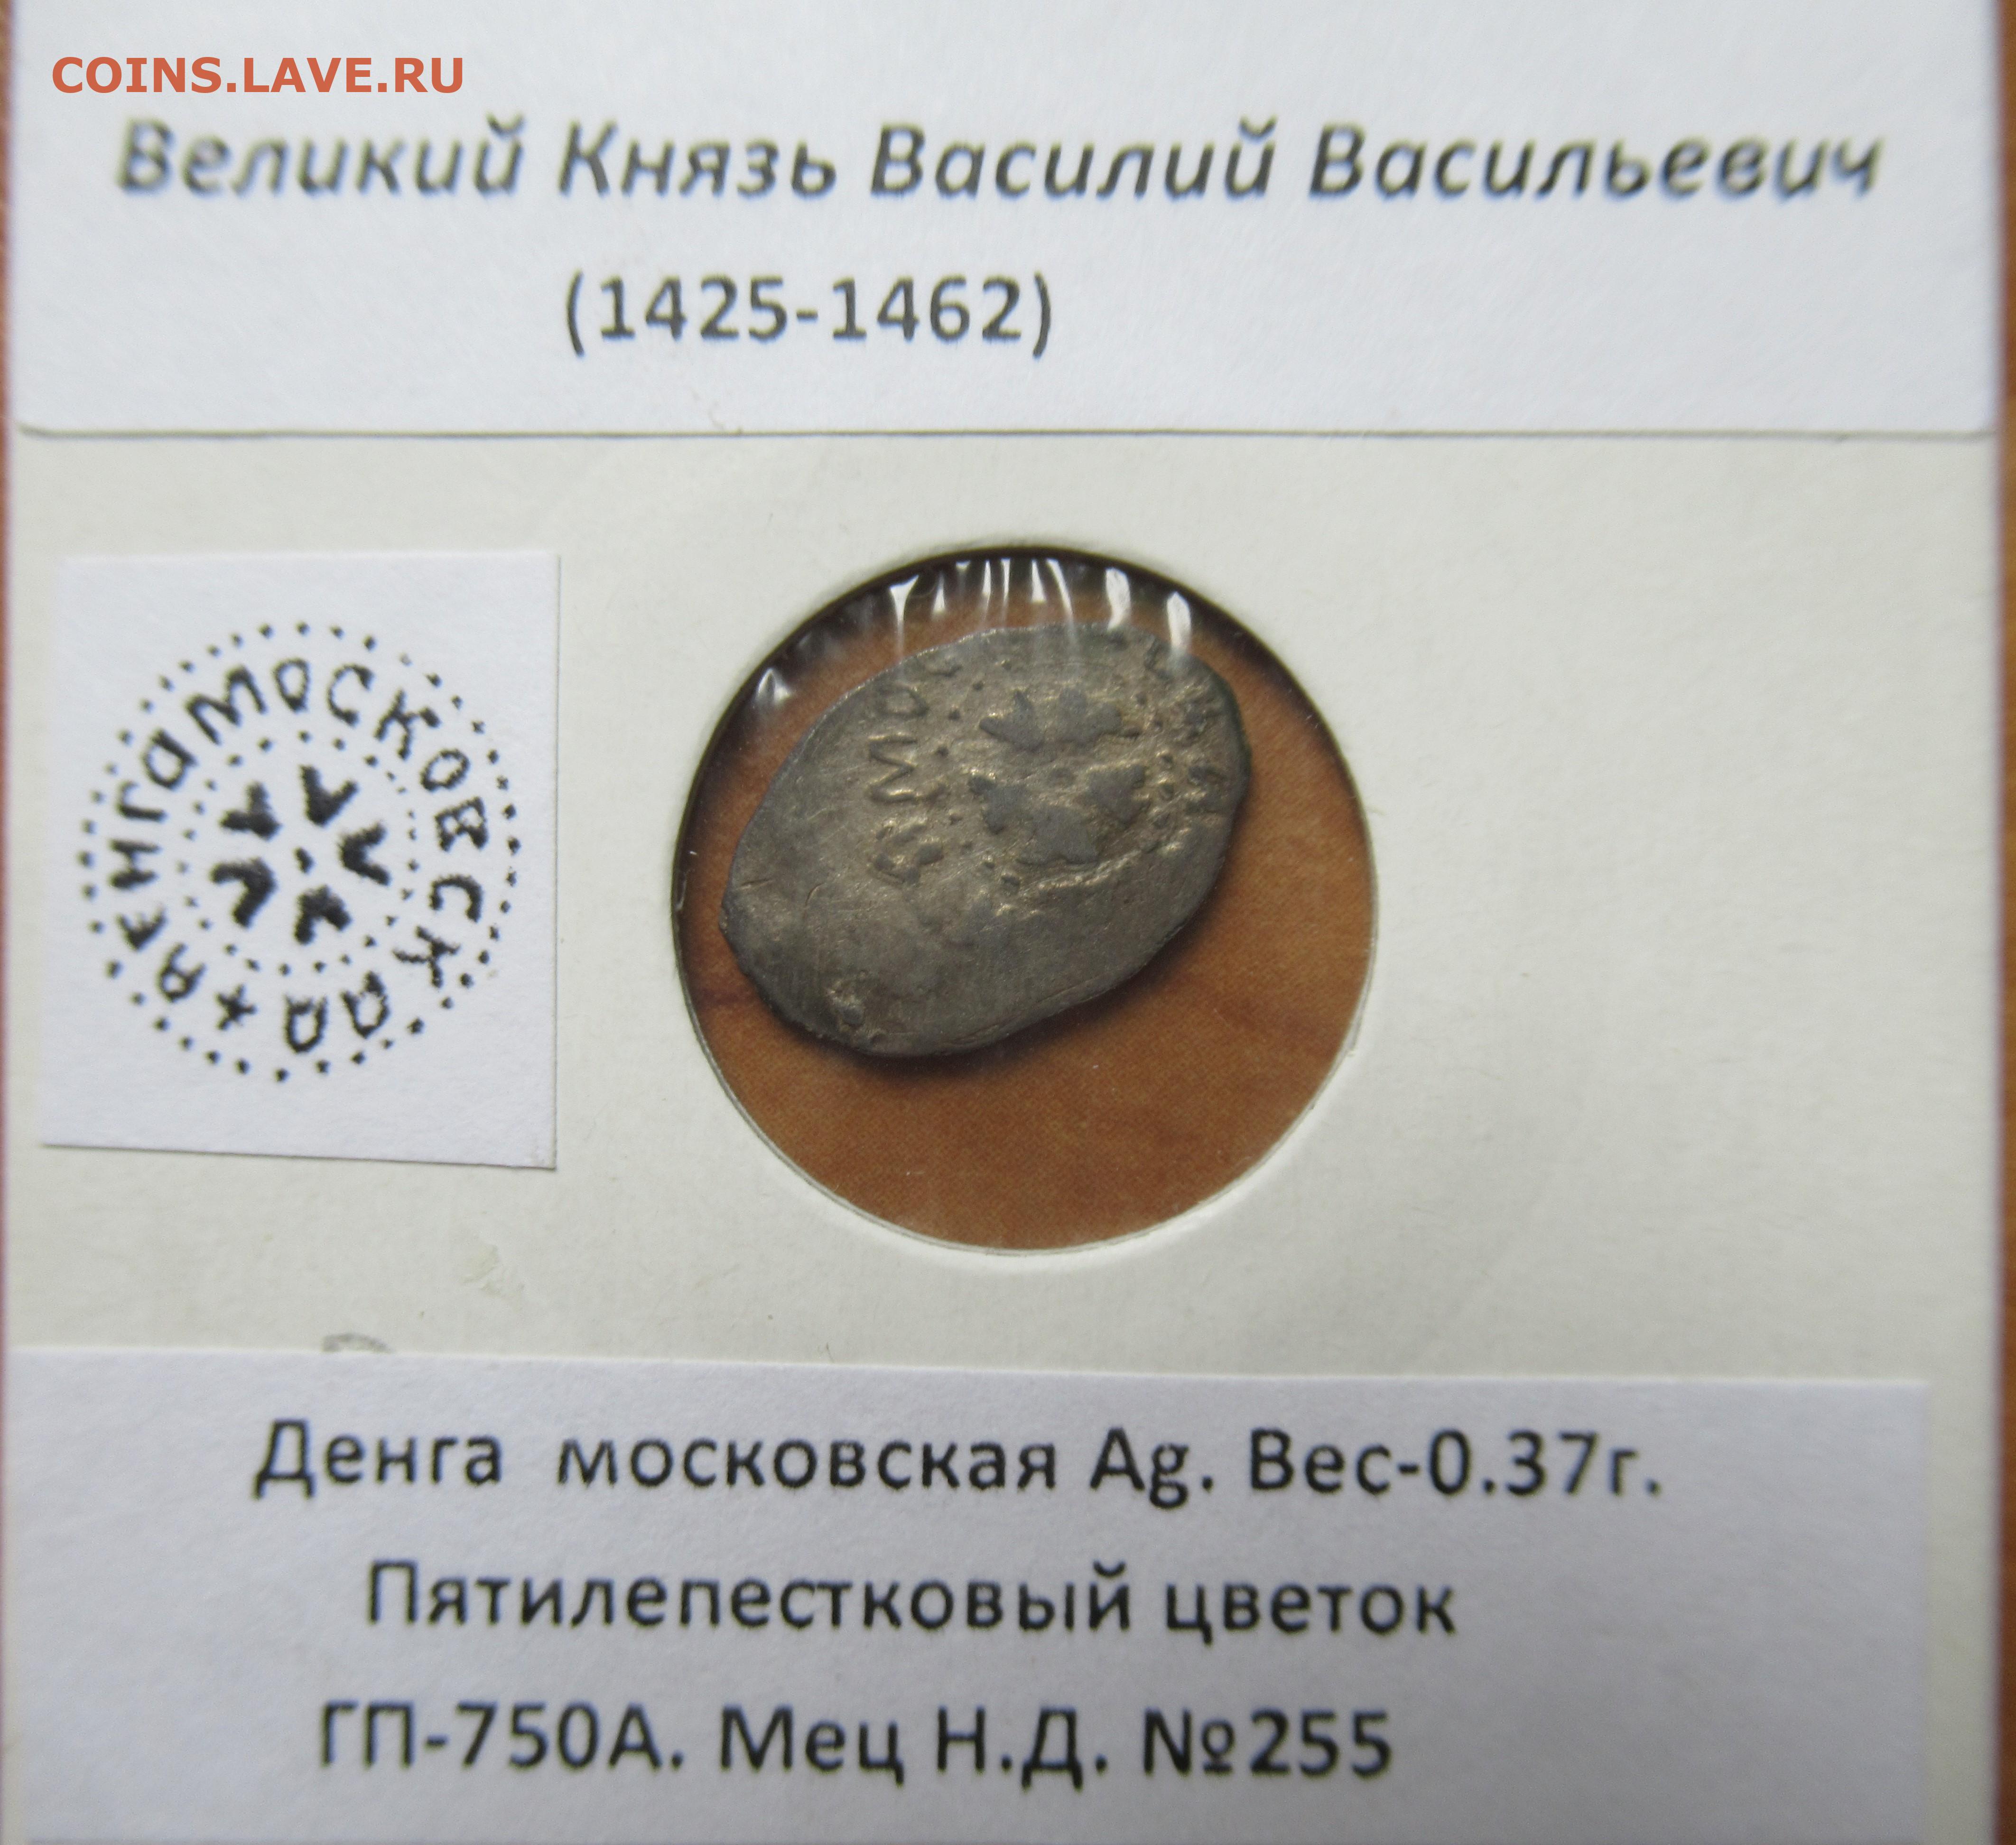 COINS.LAVE.RU
Великий Князь Василий Васильевич
(1425-1462)
Денга московская Ag. Вес-0.37г.
Пятилепестковый цветок
ГП-750А. Мец Н.Д. №255